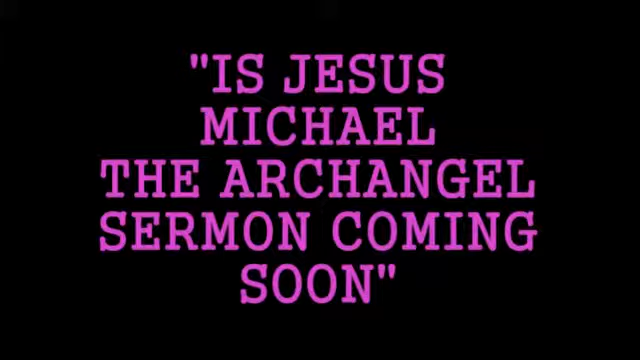 "IS JESUS
MICHAEL
THE ARCHANGEL
SERMON COMING
SOON"